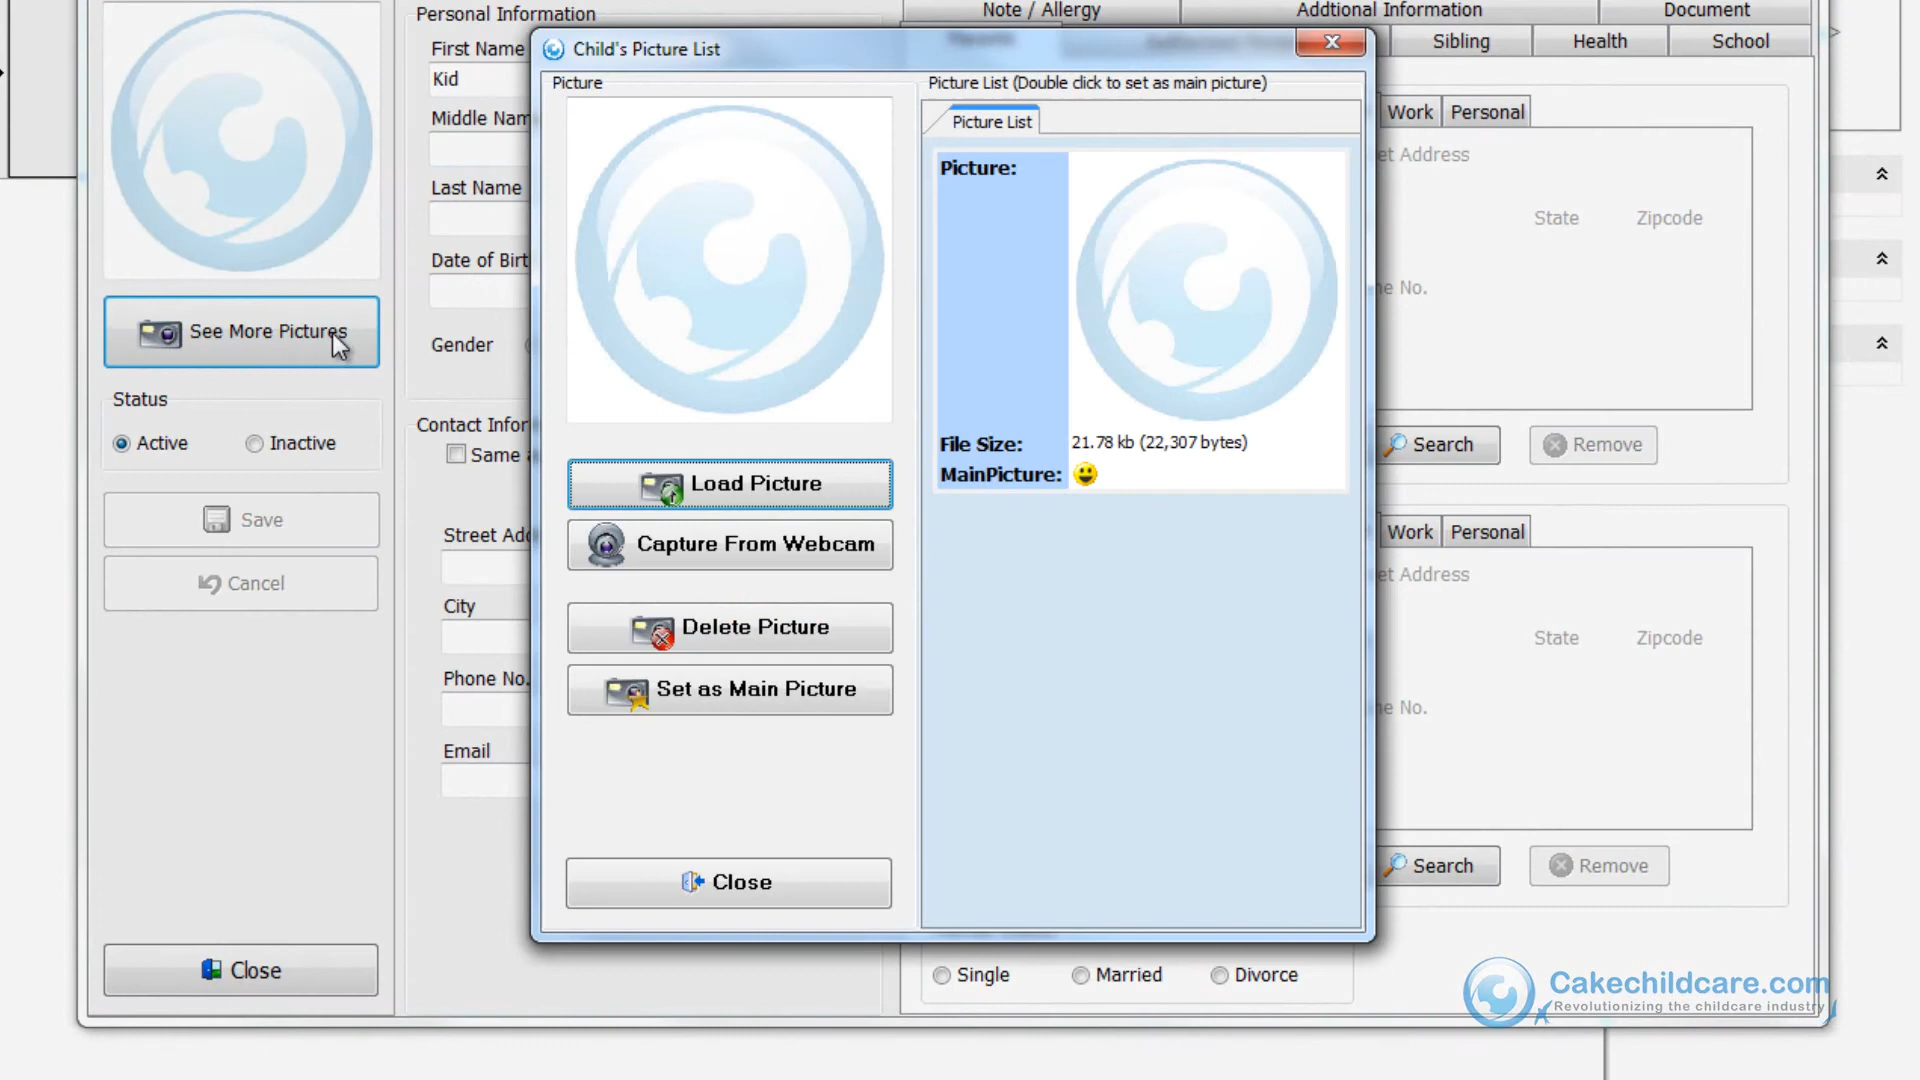 Personal Information
First Name
Kid
Middle Nam
Last Name
Date of Birt
Gender
See More Pictures
Status
Active
Inactive
Save
Cancel
Close
Contact Infor
Same a
Street Add
City
Phone No.
Email
Child's Picture List
Picture
Load Picture
Capture From Webcam
Delete Picture
Set as Main Picture
Close
Picture List (Double click to set as main picture)
Picture List
Picture:
File Size: 21.78 kb (22,307 bytes)
MainPicture:
Note / Allergy
Addtional Information
Document
Parents
Sibling
Health
School
Work
Personal
et Address
State
Zipcode
ne No.
Search
Remove
Work
Personal
et Address
State
Zipcode
ne No.
Search
Remove
Single
Married
Divorce
Cakechildcare.com
Revolutionizing the childcare industry